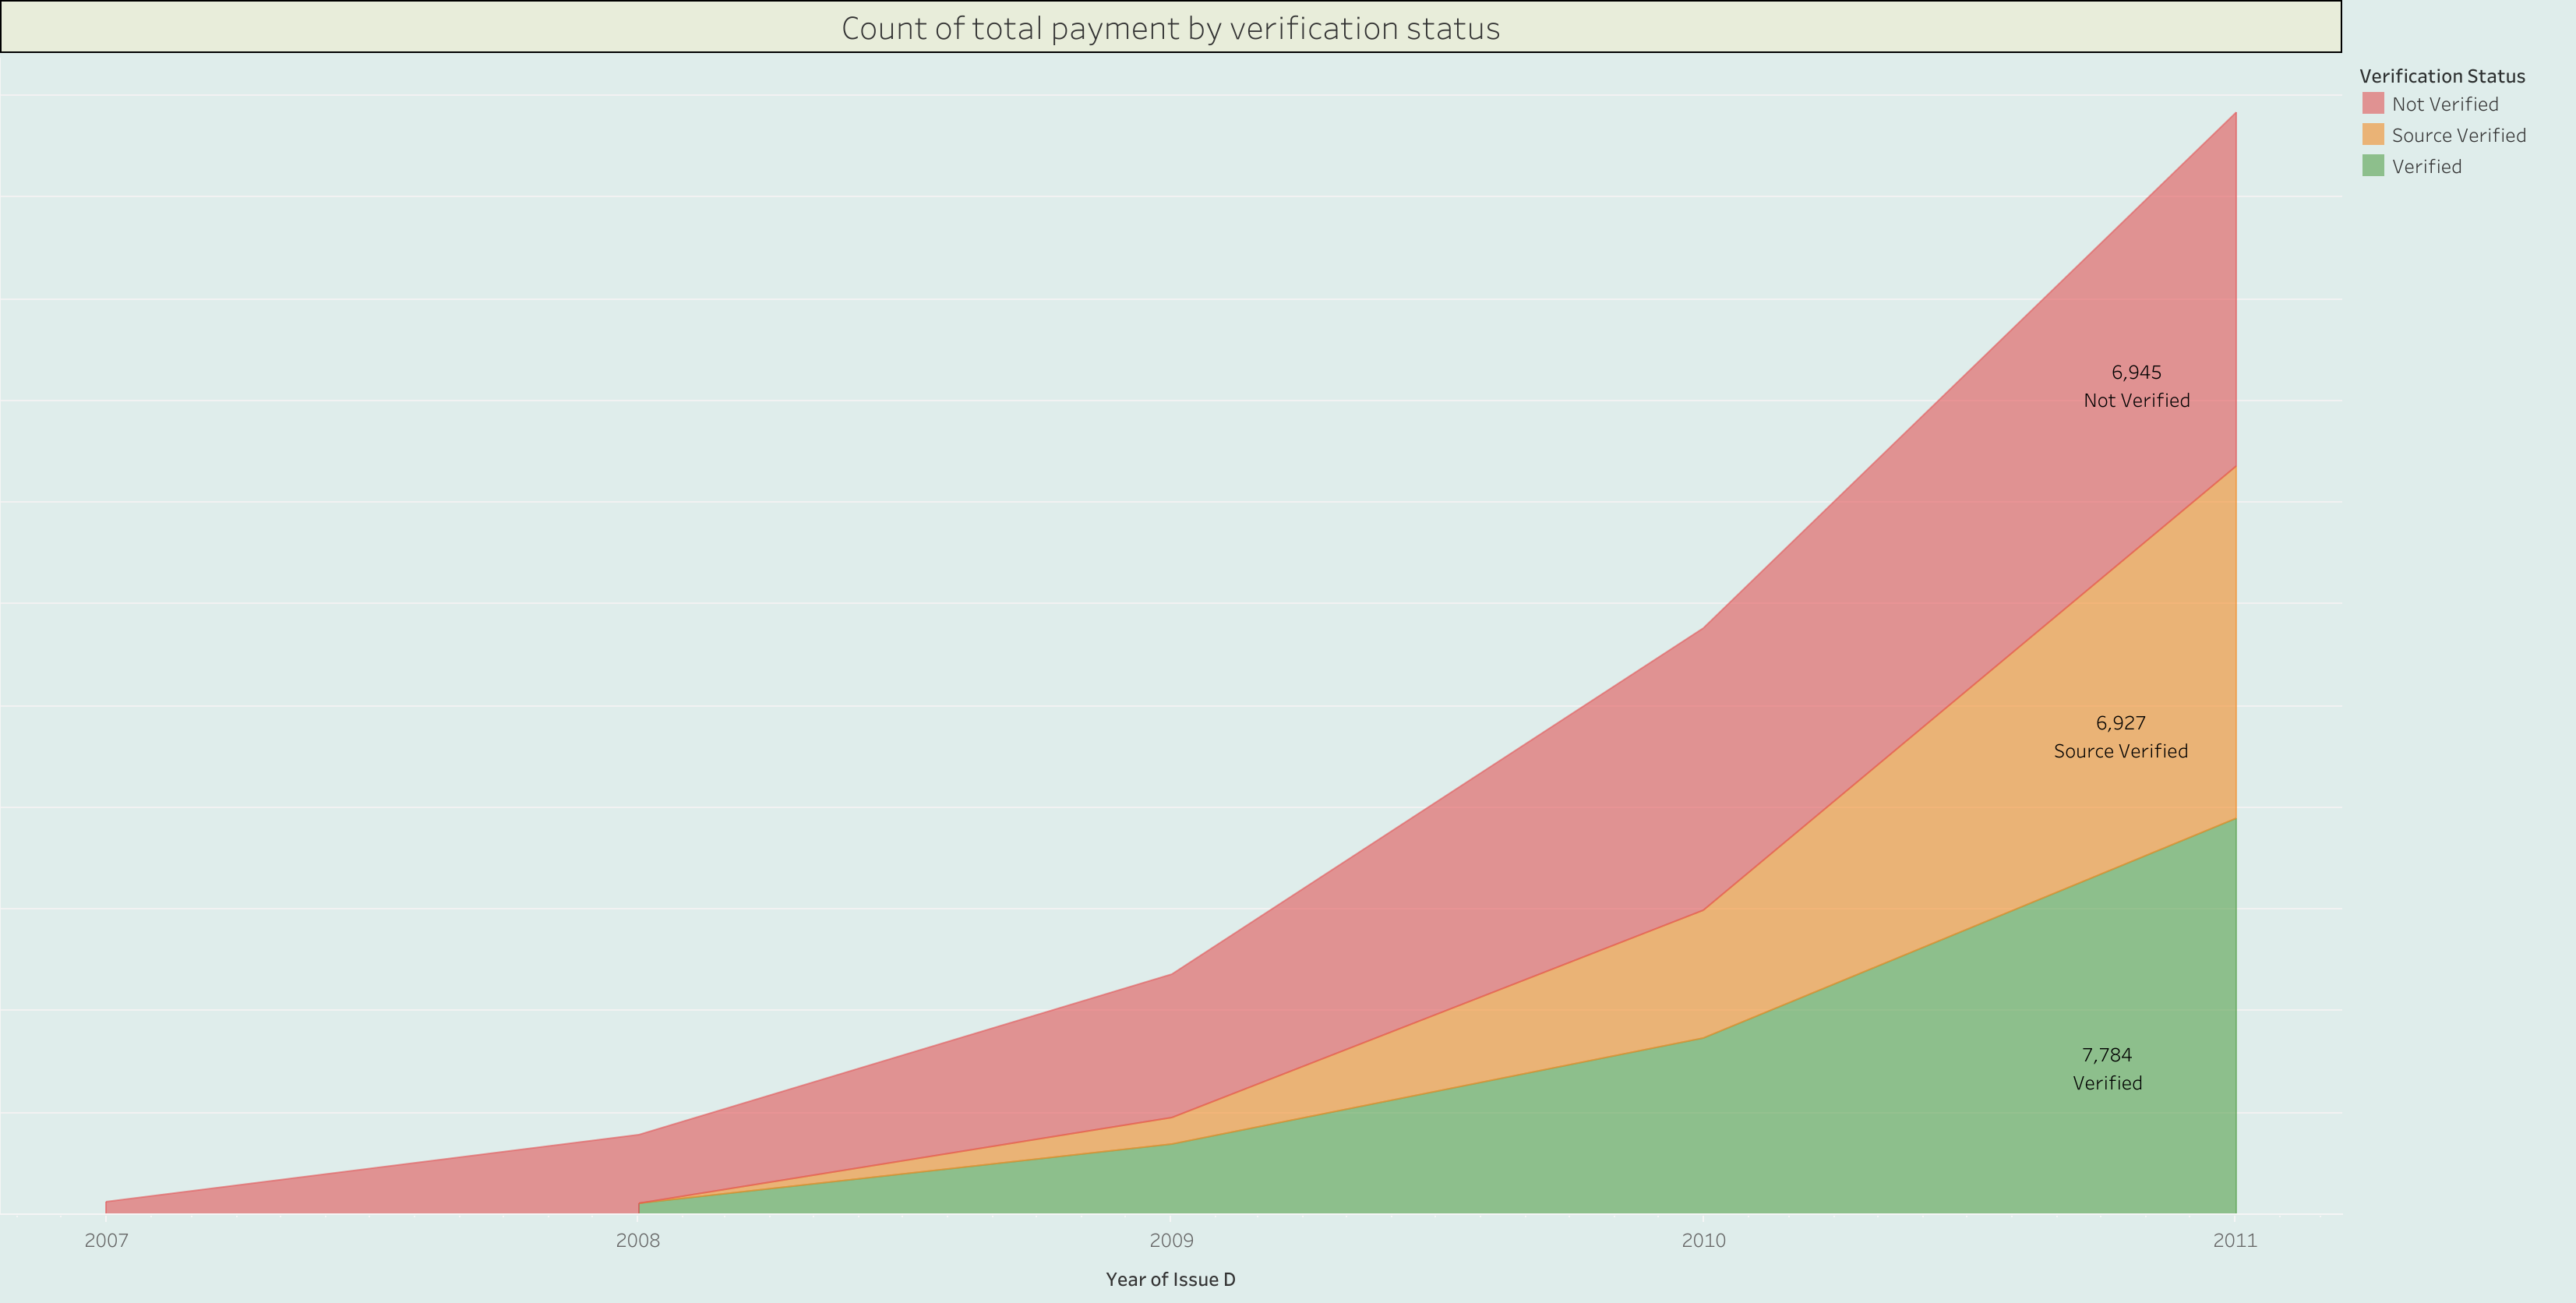 Count of total payment by verification status
Verification Status
Not Verified
Source Verified
Verified
6,945
Not Verified
6,927
Source Verified
7,784
Verified
2007
2008
2009
2010
2011
Year of Issue D